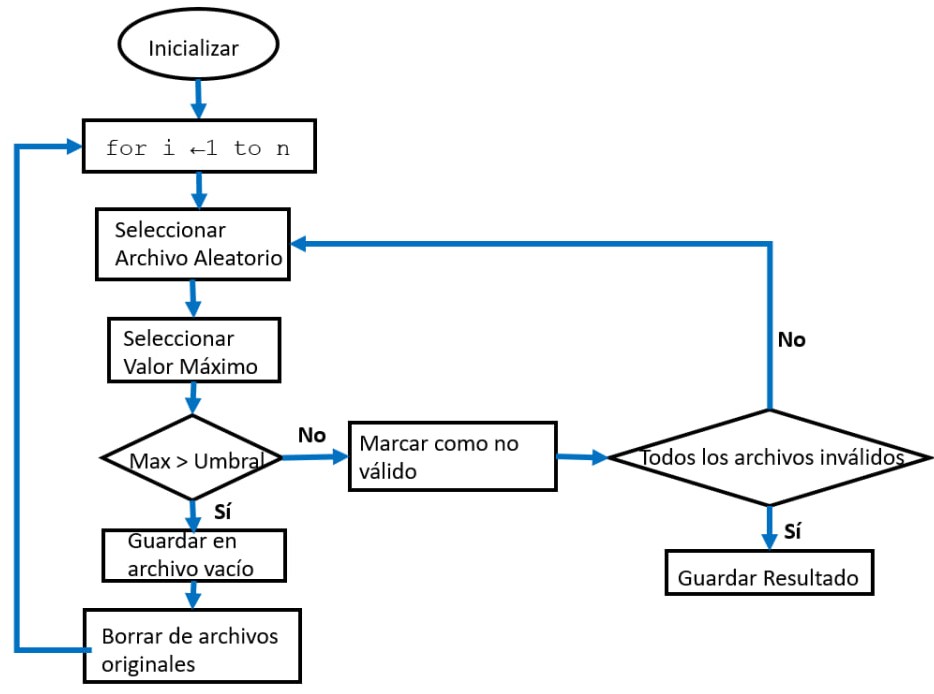 Inicializar
for i ←1 to n
Seleccionar
Archivo Aleatorio
Seleccionar
Valor Máximo
No
Max > Umbral
No
Marcar como no
válido
Todos los archivos inválidos
Sí
Guardar en
archivo vacío
Sí
Guardar Resultado
Borrar de archivos
originales